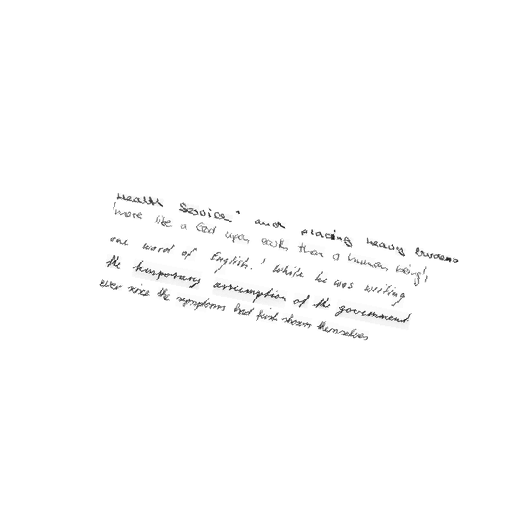 Health Service" and placing heavy burdens
'more like a God upon earth than a human being',
one word of English.' While he was writing
the temporary assumption of the government
ever since the symptoms had first shown themselves